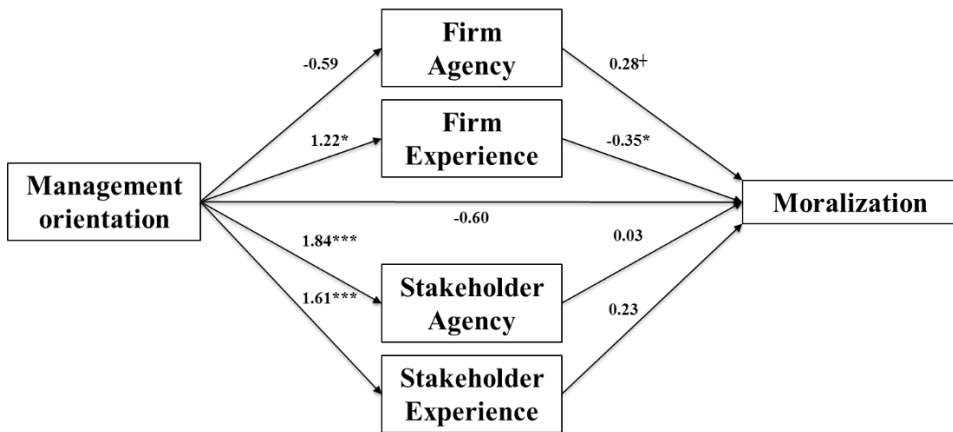 Firm
Agency
-0.59
0.28⁺
Firm
Experience
1.22*
-0.35*
Management
orientation
Moralization
-0.60
1.84***
0.03
Stakeholder
Agency
1.61***
0.23
Stakeholder
Experience